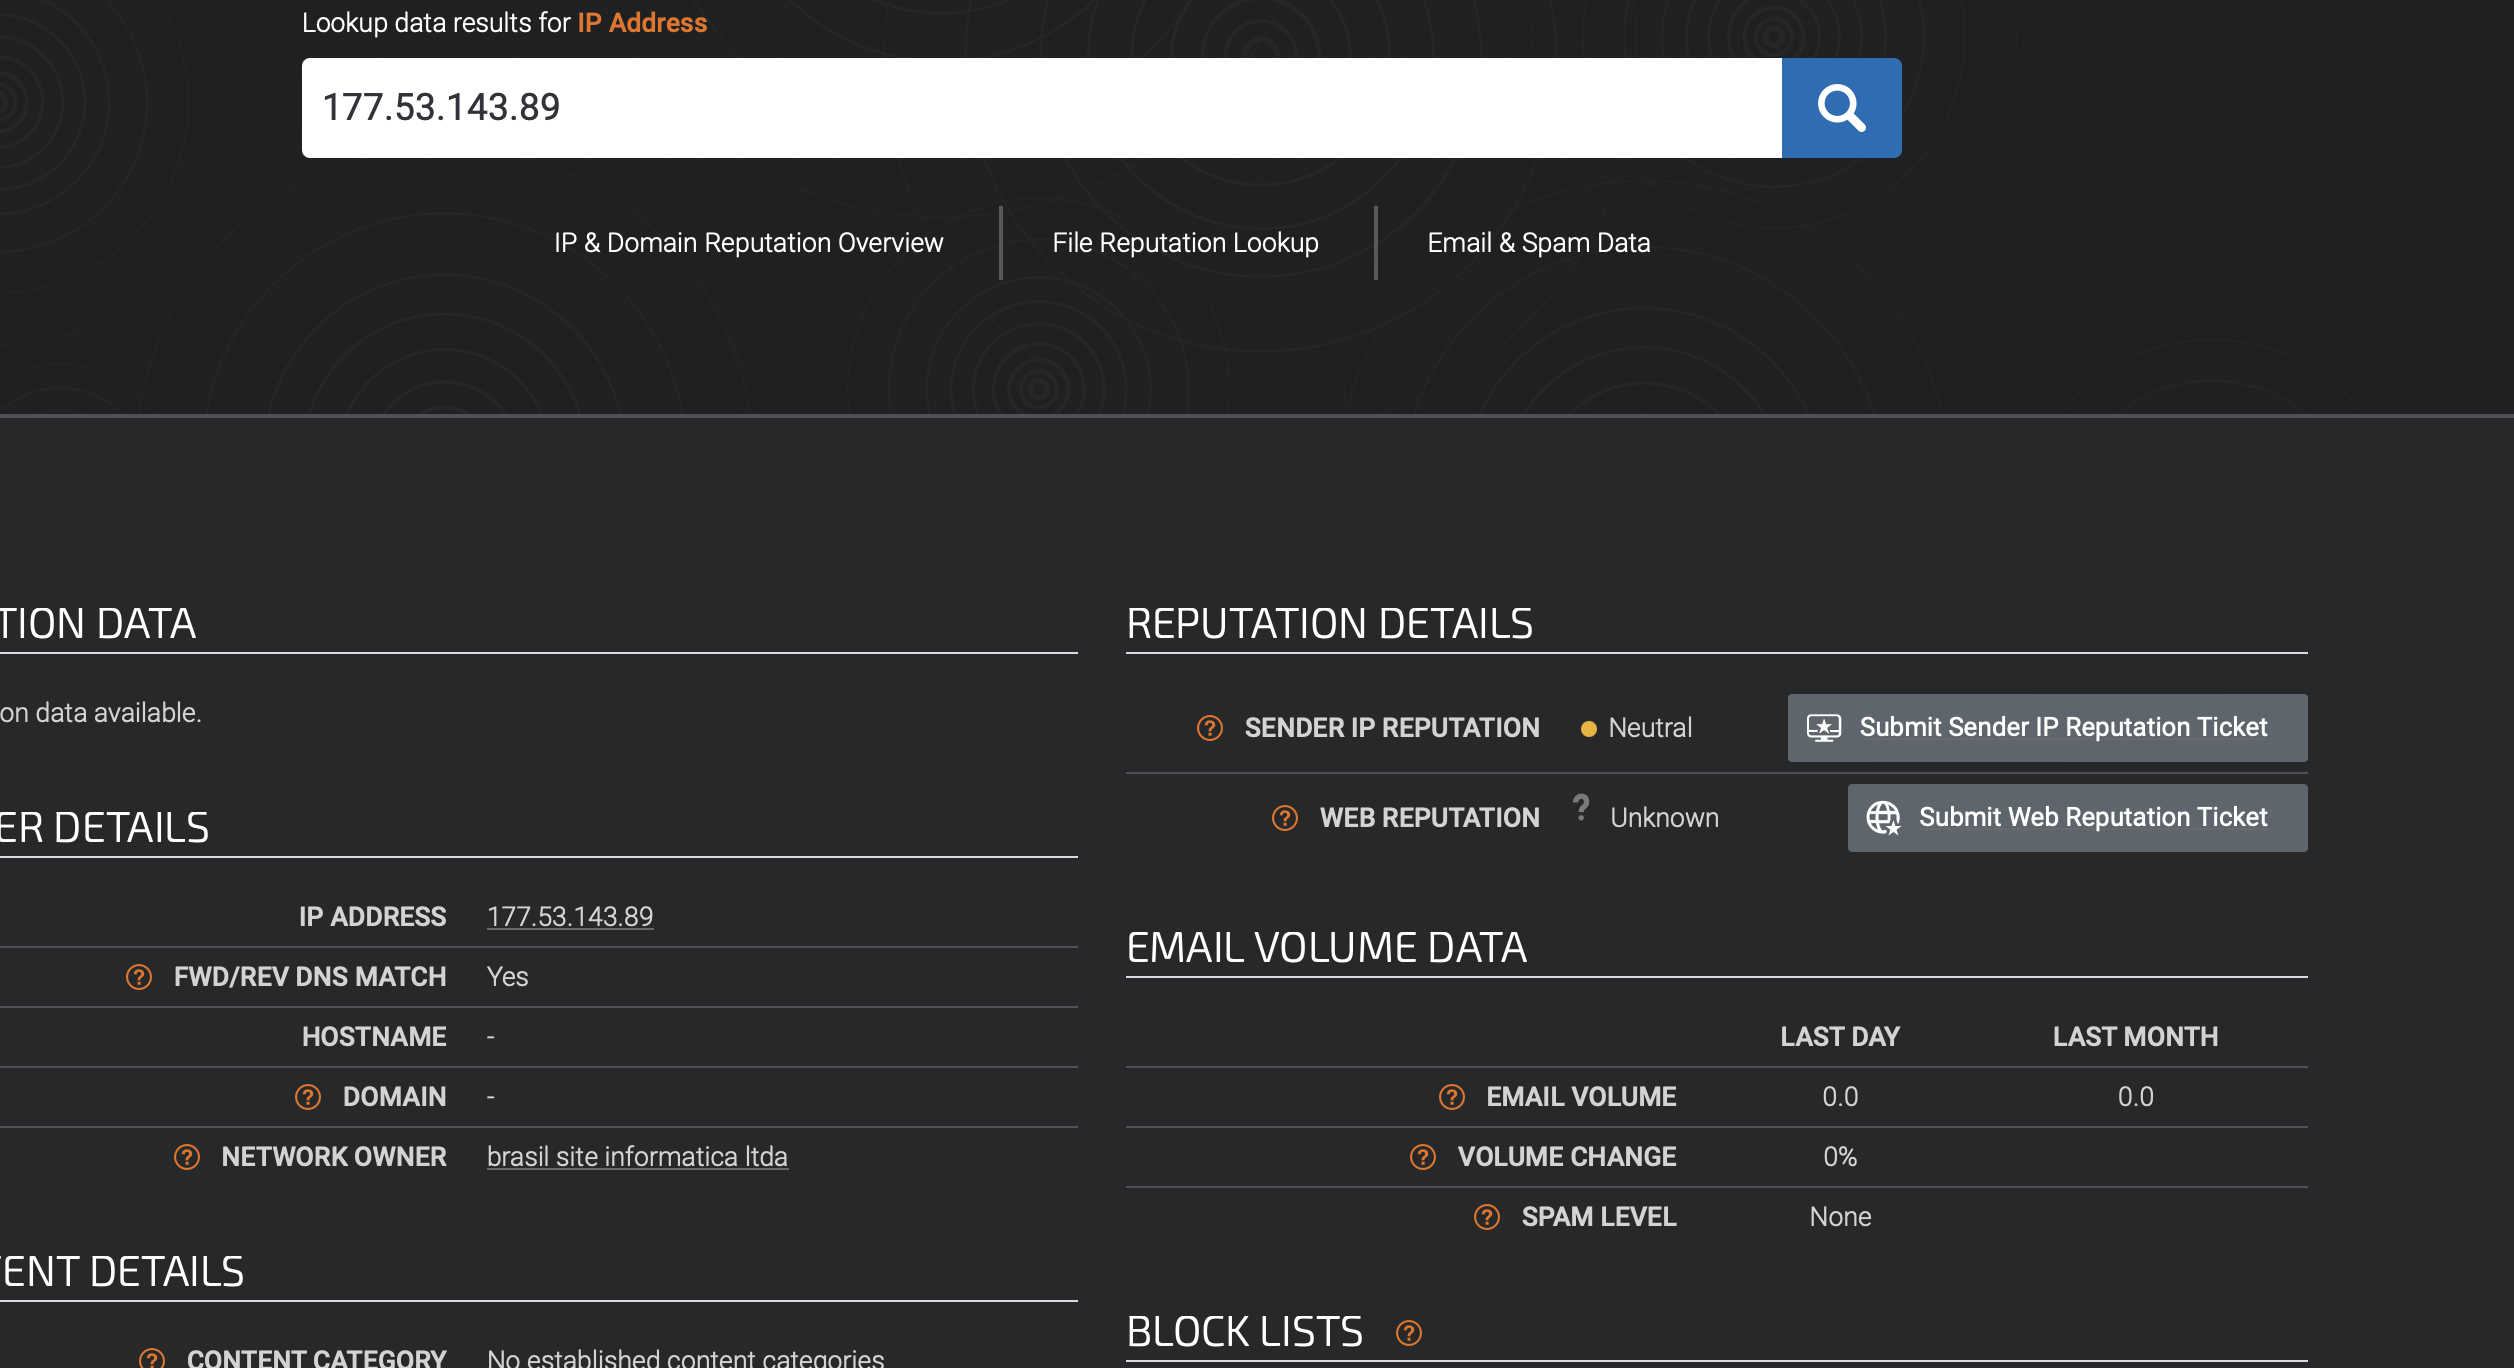 Lookup data results for IP Address
177.53.143.89
IP & Domain Reputation Overview
File Reputation Lookup
Email & Spam Data
TION DATA
on data available.
ER DETAILS
IP ADDRESS 177.53.143.89
? FWD/REV DNS MATCH Yes
HOSTNAME -
? DOMAIN -
? NETWORK OWNER brasil site informatica ltda
ENT DETAILS
? CONTENT CATEGORY No established content categories
REPUTATION DETAILS
? SENDER IP REPUTATION Neutral Submit Sender IP Reputation Ticket
? WEB REPUTATION ? Unknown Submit Web Reputation Ticket
EMAIL VOLUME DATA
LAST DAY LAST MONTH
? EMAIL VOLUME 0.0 0.0
? VOLUME CHANGE 0%
? SPAM LEVEL None
BLOCK LISTS ?